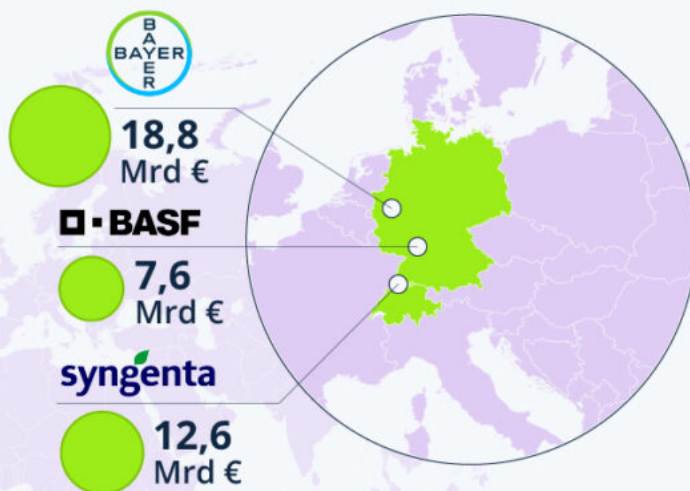 BAYER
BAYER
18,8
Mrd €
BASF
7,6
Mrd €
syngenta
12,6
Mrd €